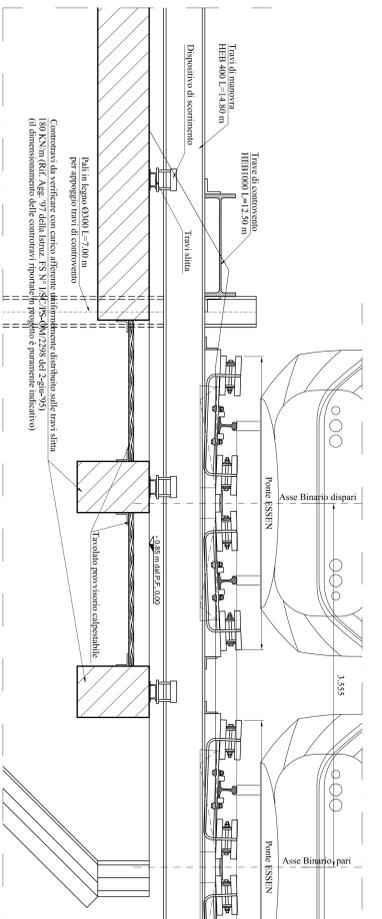 Travi di manovra
HEB 400 L=14.80 m
Dispositivo di scorrimento
Trave di controvento
HEB1000 L=12.50 m
Travi slitta
Pali in legno Ø300 L=7.00 m
per appoggio travi di controvento
Controtravi da verificare con carico afferente uniformemente distribuito sulle travi slitta
180 KN/m (Rif. Agg. '97 della Istruz. FS N° I/SC/PS-OM/2298 del 2-giu-'95)
(il dimensionamento delle controtravi riportate in progetto è puramente indicativo)
Tavolato provvisorio calpestabile
- 0.85 m dal P.F. 0.00
Ponte ESSEN
Asse Binario dispari
3.555
Ponte ESSEN
Asse Binario pari